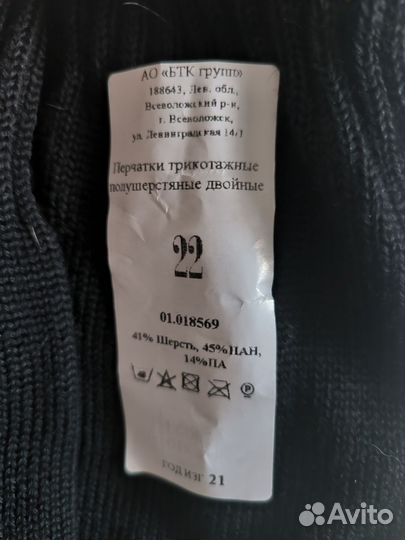 АО «БТК групп»
188643, Лен. обл.,
Всеволожский р-н,
г. Всеволожск,
ул. Ленинградская 14/1
Перчатки трикотажные
полушерстяные двойные
22
01.018569
41% Шерсть, 45%ПАН,
14%ПА
P
ГОД ИЗГ 21
Avito